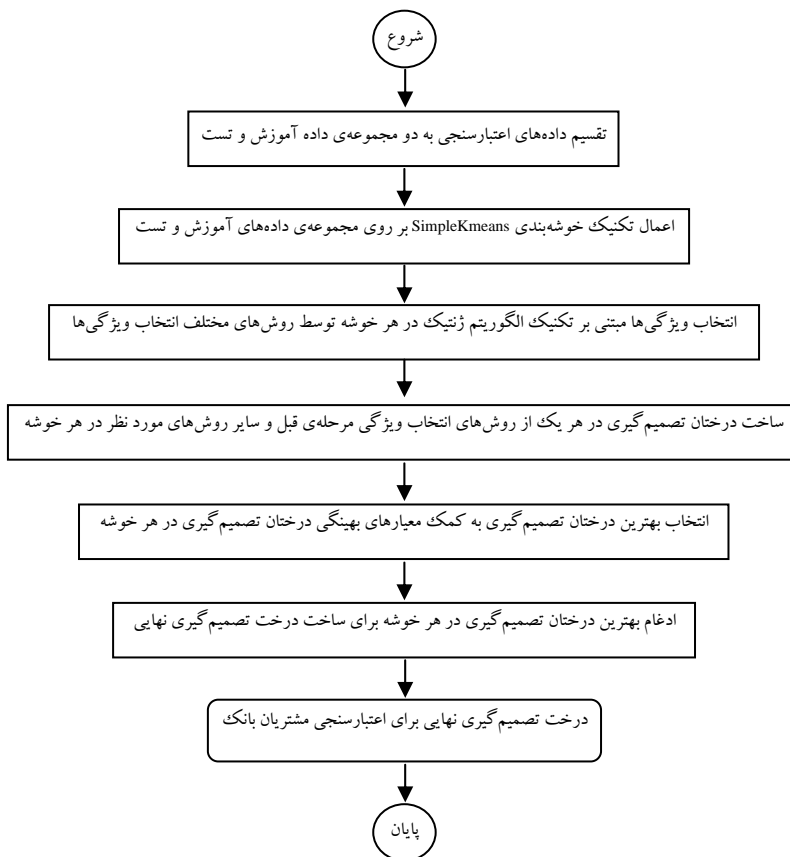 شروع
تقسیم داده‌های اعتبارسنجی به دو مجموعه‌ی داده آموزش و تست
اعمال تکنیک خوشه‌بندی SimpleKmeans بر روی مجموعه‌ی داده‌های آموزش و تست
انتخاب ویژگی‌ها مبتنی بر تکنیک الگوریتم ژنتیک در هر خوشه توسط روش‌های مختلف انتخاب ویژگی‌ها
ساخت درختان تصمیم‌گیری در هر یک از روش‌های انتخاب ویژگی مرحله‌ی قبل و سایر روش‌های مورد نظر در هر خوشه
انتخاب بهترین درختان تصمیم‌گیری به کمک معیارهای بهینگی درختان تصمیم‌گیری در هر خوشه
ادغام بهترین درختان تصمیم‌گیری در هر خوشه برای ساخت درخت تصمیم‌گیری نهایی
درخت تصمیم‌گیری نهایی برای اعتبارسنجی مشتریان بانک
پایان